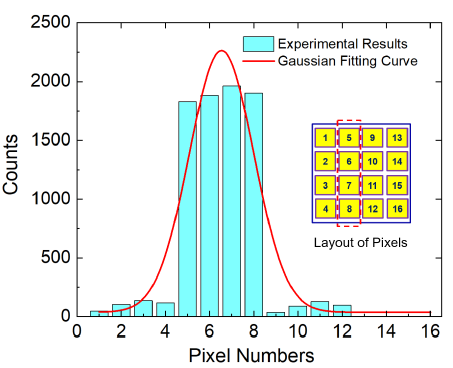 2500
2000
1500
1000
500
0
Counts
0 2 4 6 8 10 12 14 16
Pixel Numbers
Experimental Results
Gaussian Fitting Curve
1 5 9 13
2 6 10 14
3 7 11 15
4 8 12 16
Layout of Pixels